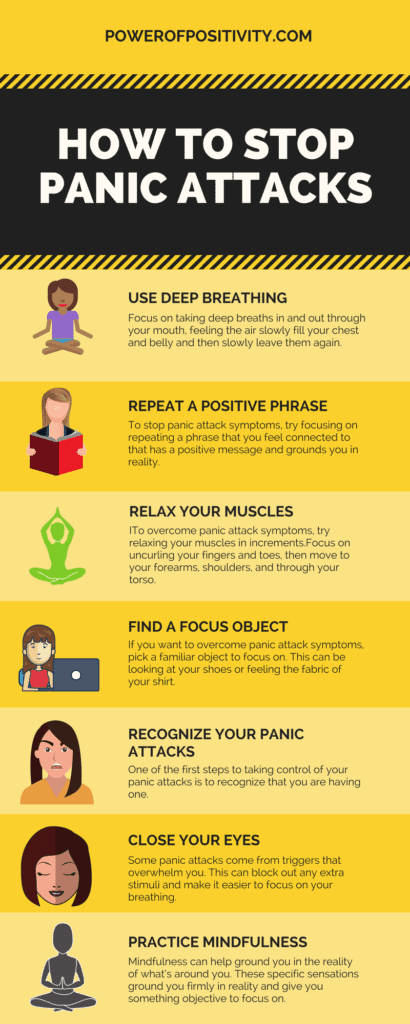 POWEROFPOSITIVITY.COM
HOW TO STOP
PANIC ATTACKS
USE DEEP BREATHING
Focus on taking deep breaths in and out through
your mouth, feeling the air slowly fill your chest
and belly and then slowly leave them again.
REPEAT A POSITIVE PHRASE
To stop panic attack symptoms, try focusing on
repeating a phrase that you feel connected to
that has a positive message and grounds you in
reality.
RELAX YOUR MUSCLES
ITo overcome panic attack symptoms, try
relaxing your muscles in increments.Focus on
uncurling your fingers and toes, then move to
your forearms, shoulders, and through your
torso.
FIND A FOCUS OBJECT
If you want to overcome panic attack symptoms,
pick a familiar object to focus on. This can be
looking at your shoes or feeling the fabric of
your shirt.
RECOGNIZE YOUR PANIC
ATTACKS
One of the first steps to taking control of your
panic attacks is to recognize that you are having
one.
CLOSE YOUR EYES
Some panic attacks come from triggers that
overwhelm you. This can block out any extra
stimuli and make it easier to focus on your
breathing.
PRACTICE MINDFULNESS
Mindfulness can help ground you in the reality
of what's around you. These specific sensations
ground you firmly in reality and give you
something objective to focus on.